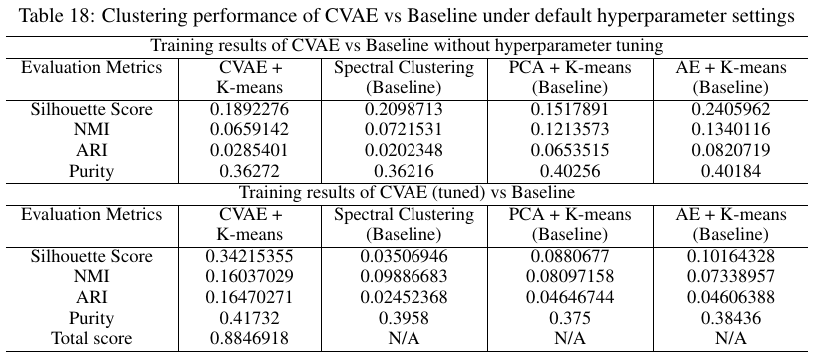 Table 18: Clustering performance of CVAE vs Baseline under default hyperparameter settings
Training results of CVAE vs Baseline without hyperparameter tuning
Evaluation Metrics CVAE + Spectral Clustering PCA + K-means AE + K-means
K-means (Baseline) (Baseline) (Baseline)
Silhouette Score 0.1892276 0.2098713 0.1517891 0.2405962
NMI 0.0659142 0.0721531 0.1213573 0.1340116
ARI 0.0285401 0.0202348 0.0653515 0.0820719
Purity 0.36272 0.36216 0.40256 0.40184
Training results of CVAE (tuned) vs Baseline
Evaluation Metrics CVAE + Spectral Clustering PCA + K-means AE + K-means
K-means (Baseline) (Baseline) (Baseline)
Silhouette Score 0.34215355 0.03506946 0.0880677 0.10164328
NMI 0.16037029 0.09886683 0.08097158 0.07338957
ARI 0.16470271 0.02452368 0.04646744 0.04606388
Purity 0.41732 0.3958 0.375 0.38436
Total score 0.8846918 N/A N/A N/A